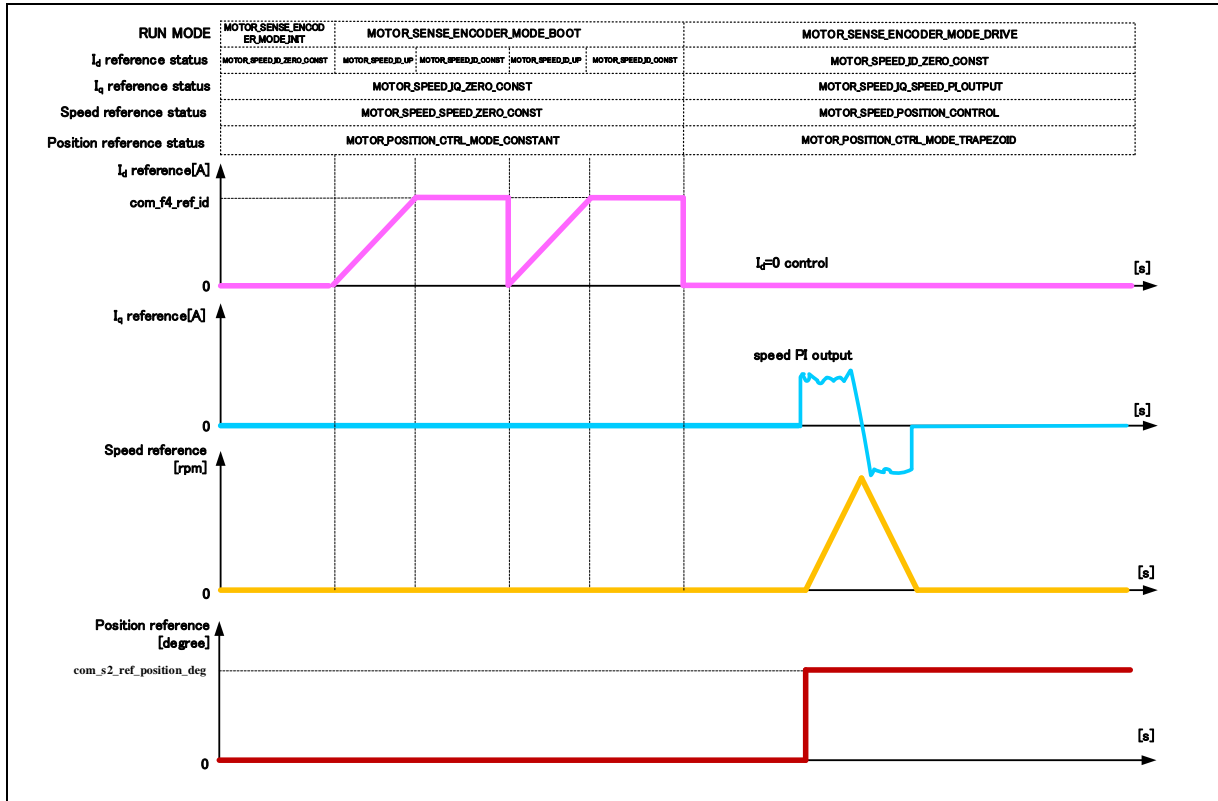 RUN MODE
MOTOR_SENSE_ENCOD
ER_MODE_INIT
MOTOR_SENSE_ENCODER_MODE_BOOT
MOTOR_SENSE_ENCODER_MODE_DRIVE
Id reference status
MOTOR_SPEED_ID_ZERO_CONST
MOTOR_SPEED_ID_UP
MOTOR_SPEED_ID_CONST
MOTOR_SPEED_ID_UP
MOTOR_SPEED_ID_CONST
MOTOR_SPEED_ID_ZERO_CONST
Iq reference status
MOTOR_SPEED_IQ_ZERO_CONST
MOTOR_SPEED_IQ_SPEED_PI_OUTPUT
Speed reference status
MOTOR_SPEED_SPEED_ZERO_CONST
MOTOR_SPEED_POSITION_CONTROL
Position reference status
MOTOR_POSITION_CTRL_MODE_CONSTANT
MOTOR_POSITION_CTRL_MODE_TRAPEZOID
Id reference[A]
com_f4_ref_id
Id=0 control
[s]
0
Iq reference[A]
speed PI output
[s]
0
Speed reference
[rpm]
[s]
0
Position reference
[degree]
com_s2_ref_position_deg
[s]
0